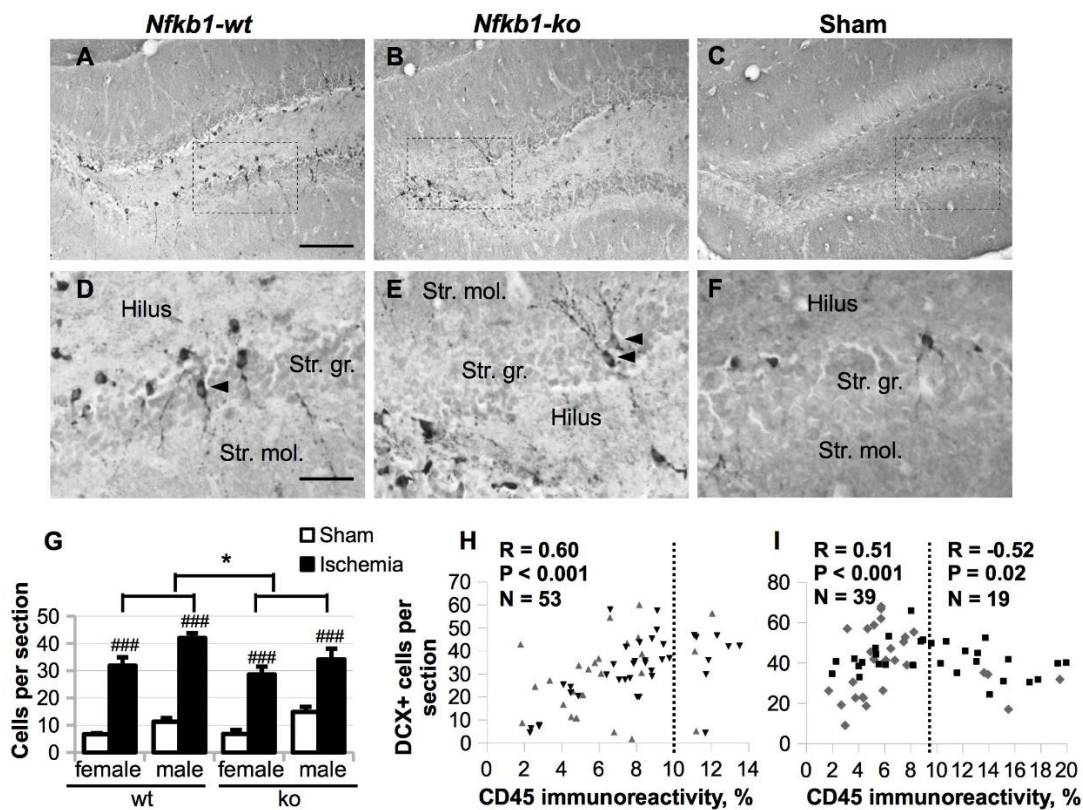 Nfkb1-wt Nfkb1-ko Sham
A B C
D Hilus Str. gr. Str. mol.
E Str. mol. Str. gr. Hilus
F Hilus Str. gr. Str. mol.
G
Sham
Ischemia
*
Cells per section
50
40
30
20
10
0
### ### ### ###
female male female male
wt ko
H
R = 0.60
P < 0.001
N = 53
DCX+ cells per section
70
60
50
40
30
20
10
0
0 2 4 6 8 10 12 14
CD45 immunoreactivity, %
I
R = 0.51 R = -0.52
P < 0.001 P = 0.02
N = 39 N = 19
80
60
40
20
0
0 2 4 6 8 10 12 14 16 18 20
CD45 immunoreactivity, %